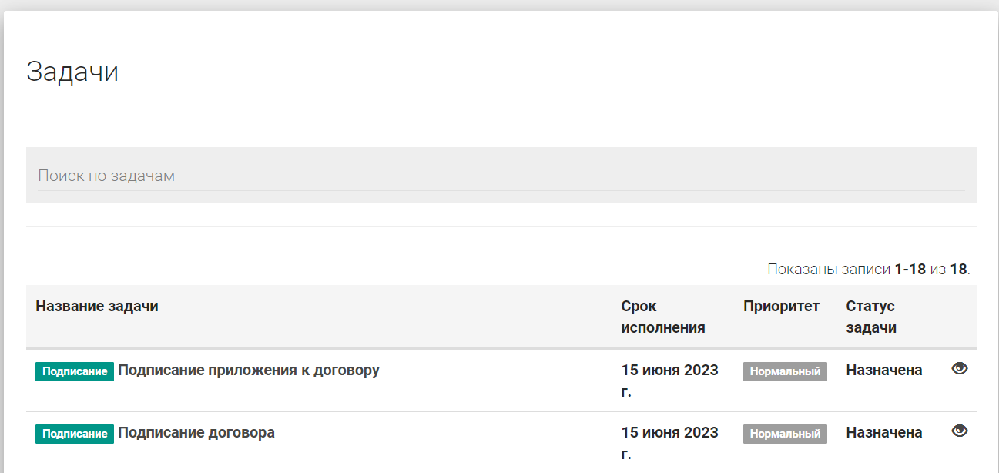 Задачи
Поиск по задачам
Показаны записи 1-18 из 18.
Название задачи Срок исполнения Приоритет Статус задачи
Подписание Подписание приложения к договору 15 июня 2023 г. Нормальный Назначена
Подписание Подписание договора 15 июня 2023 г. Нормальный Назначена